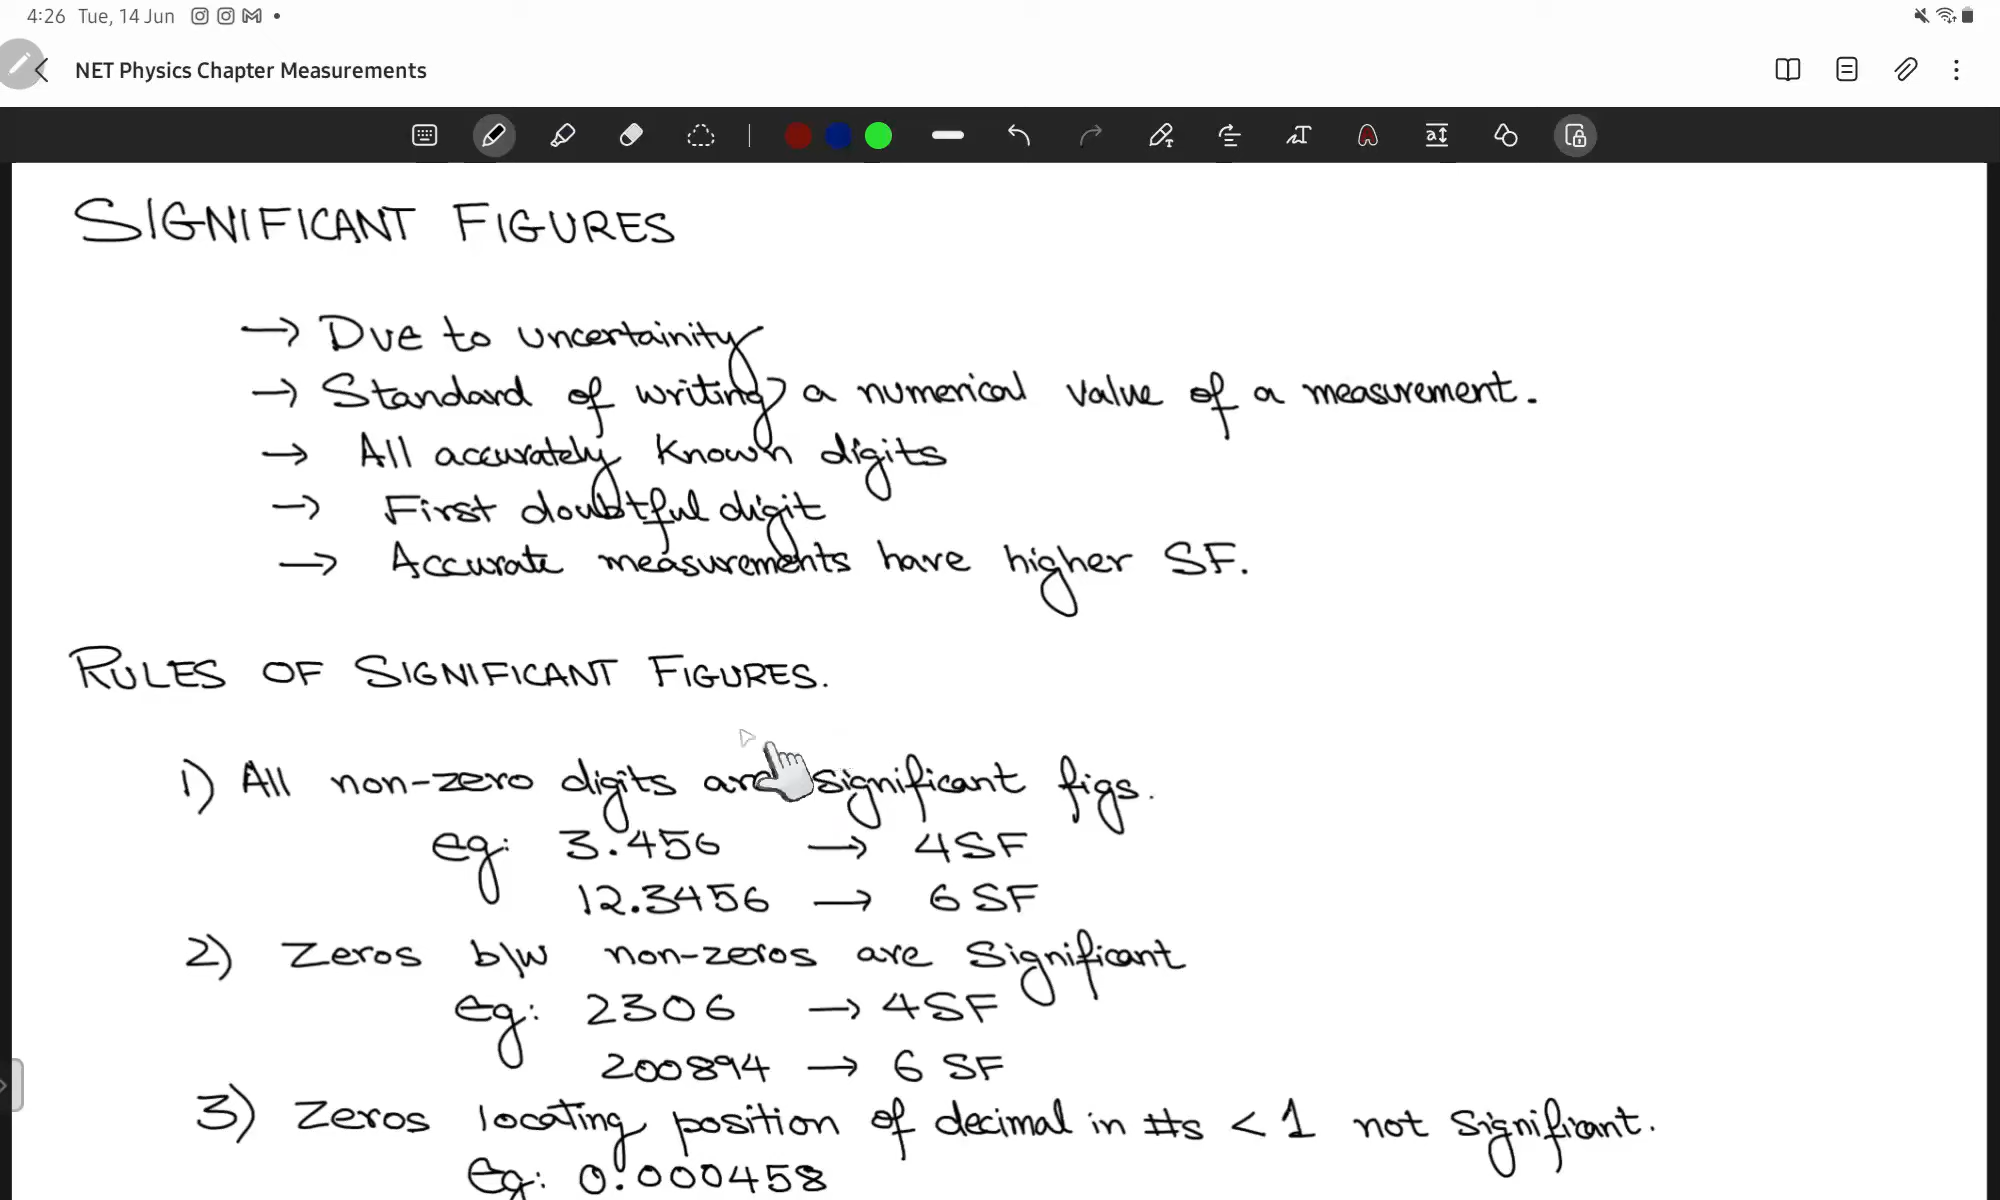 4:26 Tue, 14 Jun
NET Physics Chapter Measurements
SIGNIFICANT FIGURES
→ Due to uncertainity
→ Standard of writing a numerical value of a measurement.
→ All accurately known digits
→ First doubtful digit
→ Accurate measurements have higher SF.
RULES OF SIGNIFICANT FIGURES.
1) All non-zero digits are significant figs.
eg: 3.456 → 4SF
12.3456 → 6 SF
2) Zeros b/w non-zeros are significant
eg: 2306 → 4SF
200894 → 6 SF
3) Zeros locating position of decimal in #s < 1 not significant.
eg: 0.000458